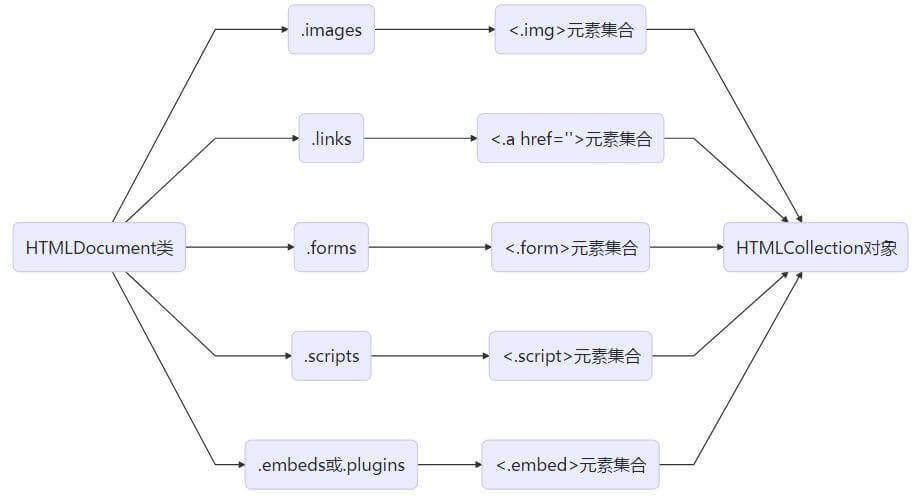 .images
<.img>元素集合
.links
<.a href=''>元素集合
HTMLDocument类
.forms
<.form>元素集合
HTMLCollection对象
.scripts
<.script>元素集合
.embeds或.plugins
<.embed>元素集合